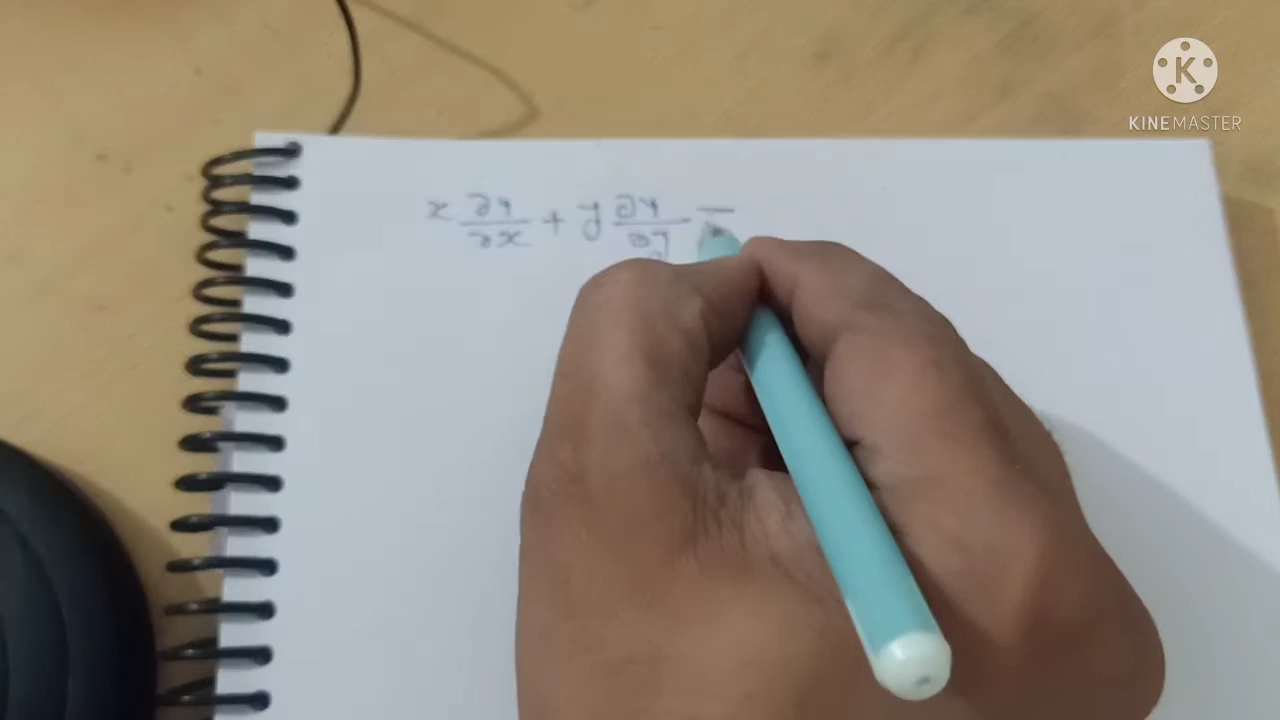 x ∂u/∂x + y ∂u/∂y =
K
KINEMASTER